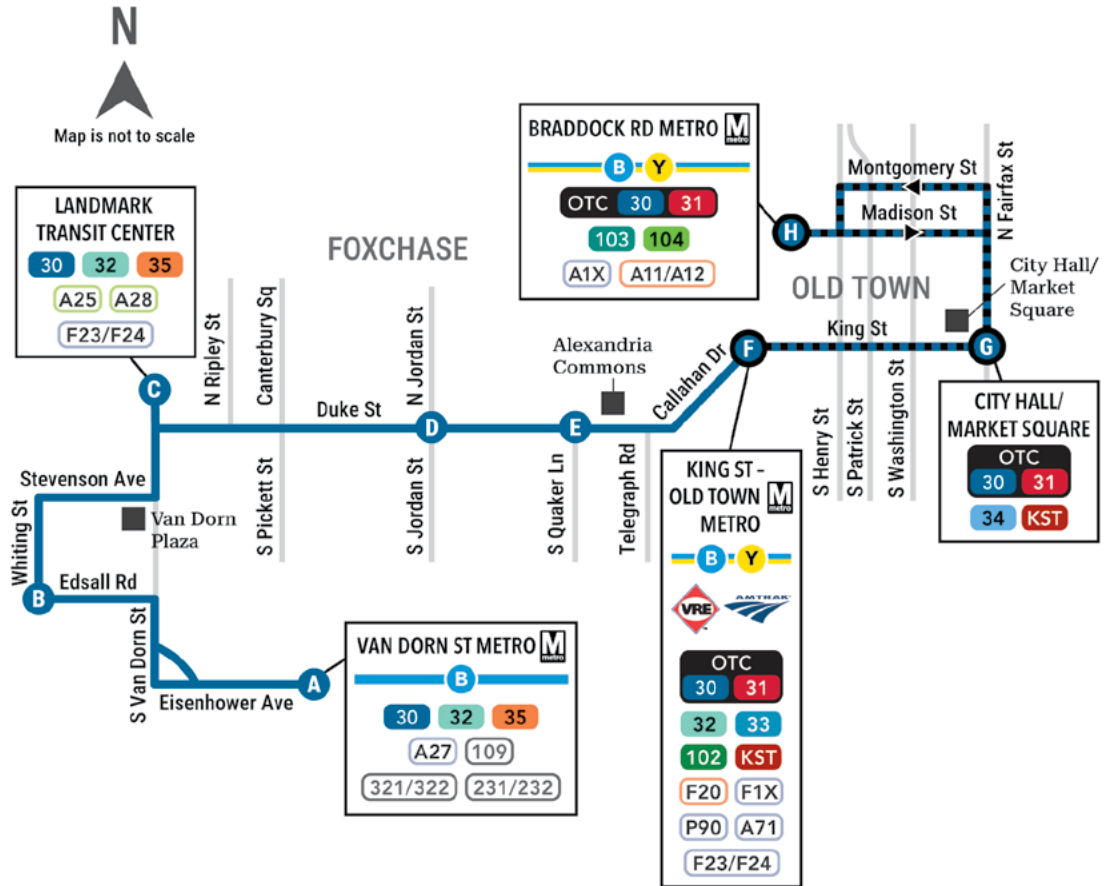 N
Map is not to scale
LANDMARK
TRANSIT CENTER
30 32 35
A25 A28
F23/F24
FOXCHASE
BRADDOCK RD METRO M
metro
B Y
OTC 30 31
103 104
A1X A11/A12
Montgomery St
Madison St
N Fairfax St
H
OLD TOWN
City Hall/
Market
Square
King St
F
G
Alexandria
Commons
Callahan Dr
C
N Ripley St
Canterbury Sq
N Jordan St
Duke St
D
E
S Henry St
S Patrick St
S Washington St
CITY HALL/
MARKET SQUARE
OTC
30 31
34 KST
Stevenson Ave
Van Dorn
Plaza
S Pickett St
S Jordan St
S Quaker Ln
Telegraph Rd
KING ST –
OLD TOWN M
metro
METRO
B Y
VRE AMTRAK
OTC
30 31
32 33
102 KST
F20 F1X
P90 A71
F23/F24
Whiting St
B
Edsall Rd
S Van Dorn St
Eisenhower Ave
A
VAN DORN ST METRO M
metro
B
30 32 35
A27 109
321/322 231/232